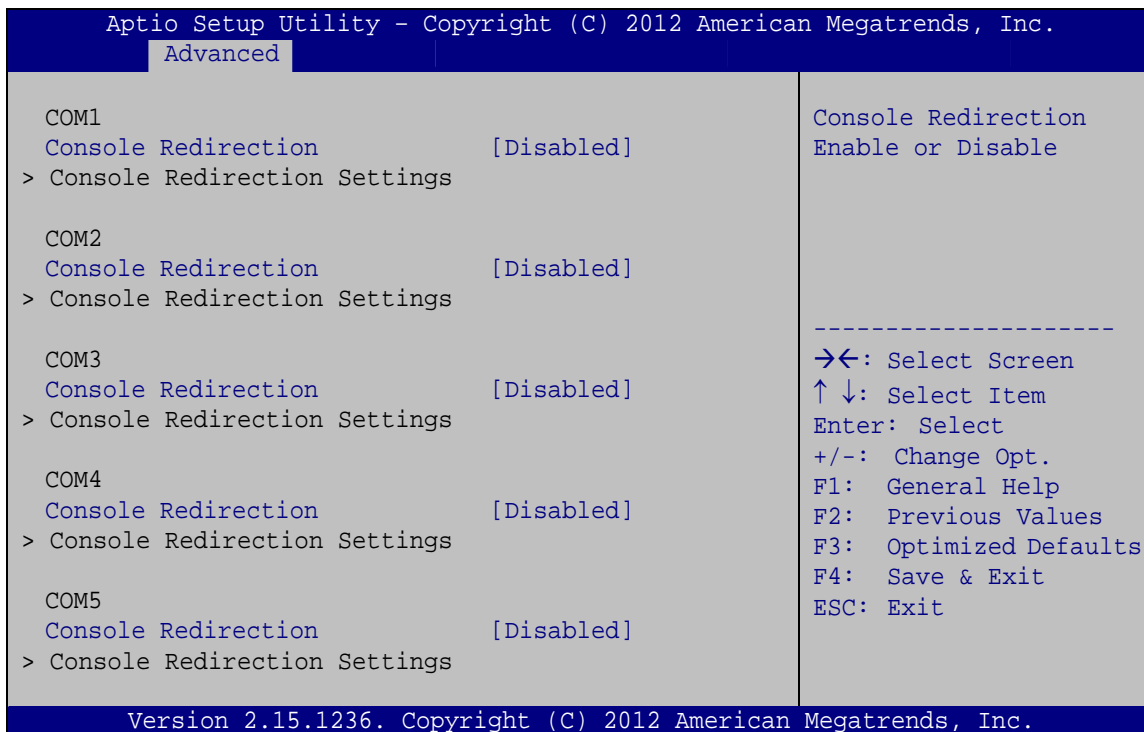 Aptio Setup Utility – Copyright (C) 2012 American Megatrends, Inc.
Advanced
COM1
Console Redirection [Disabled]
> Console Redirection Settings
COM2
Console Redirection [Disabled]
> Console Redirection Settings
COM3
Console Redirection [Disabled]
> Console Redirection Settings
COM4
Console Redirection [Disabled]
> Console Redirection Settings
COM5
Console Redirection [Disabled]
> Console Redirection Settings
Console Redirection
Enable or Disable
---------------------
→←: Select Screen
↑ ↓: Select Item
Enter: Select
+/-: Change Opt.
F1: General Help
F2: Previous Values
F3: Optimized Defaults
F4: Save & Exit
ESC: Exit
Version 2.15.1236. Copyright (C) 2012 American Megatrends, Inc.